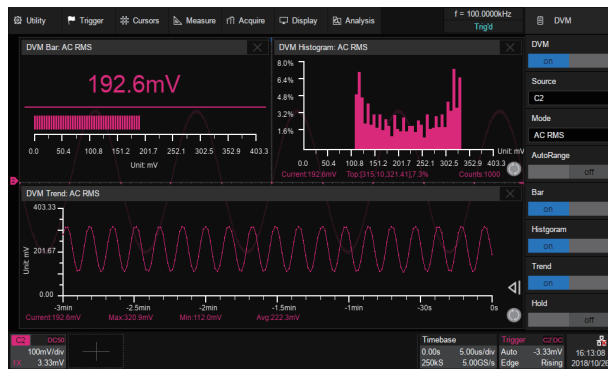 Utility Trigger Cursors Measure Acquire Display Analysis f = 100.0000kHz Trig'd DVM
DVM Bar: AC RMS
192.6mV
0.0 50.4 100.8 151.2 201.7 252.1 302.5 352.9 403.3
Unit: mV
DVM Histogram: AC RMS
8.0%
6.4%
4.8%
3.2%
1.6%
Unit:mV
0.0 50.4 100.8 151.2 201.7 252.1 302.5 352.9 403.3
Current:192.6mV Top:[315.10,321.41],7.3% Counts:1000
DVM Trend: AC RMS
403.33
201.67
0.00
Unit: mV
-3min -2.5min -2min -1.5min -1min -30s 0s
Current:192.6mV Max:320.9mV Min:112.0mV Avg:222.3mV
DVM
on
Source
C2
Mode
AC RMS
AutoRange
off
Bar
on
Histgoram
on
Trend
on
Hold
off
C2 DC50
100mV/div
1X 3.33mV
Timebase
0.00s 5.00us/div
250kS 5.00GS/s
Trigger C2 DC
Auto -3.33mV
Edge Rising
16:13:08
2018/10/26